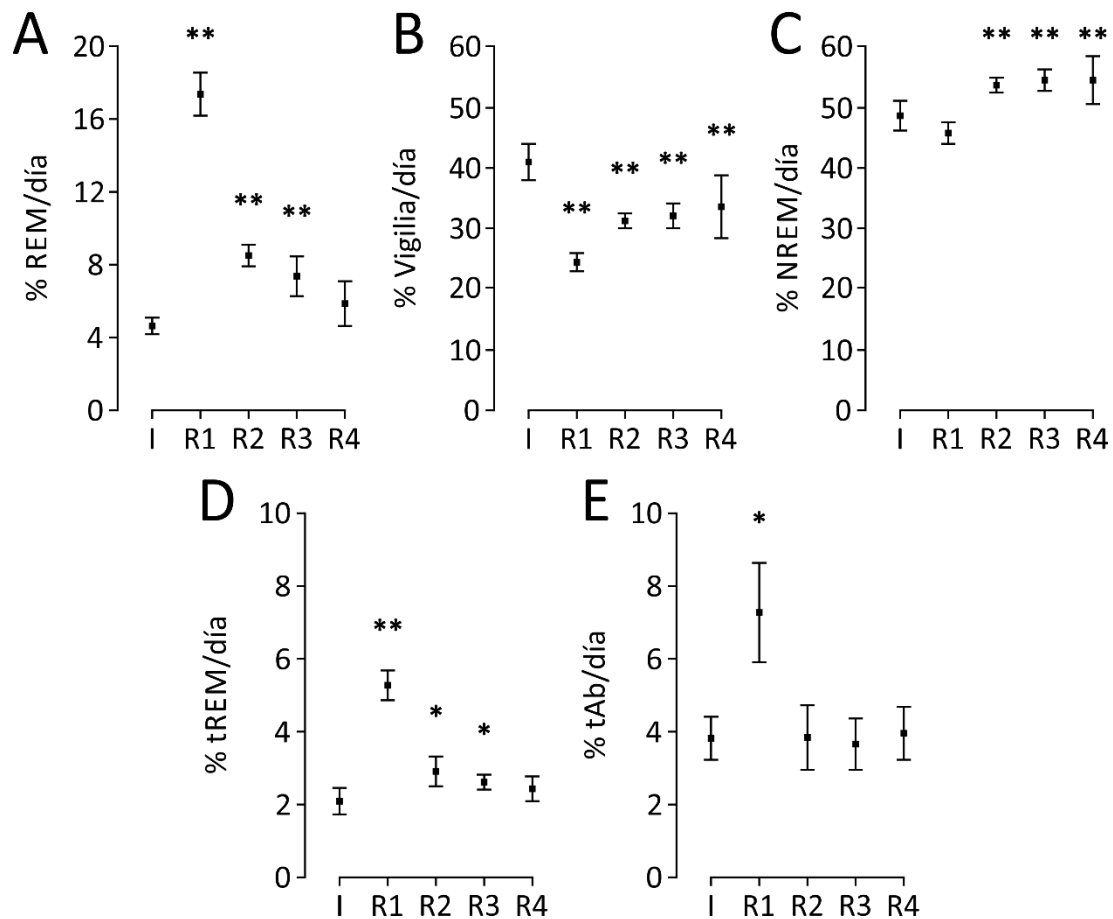 A
% REM/día
20
16
12
8
4
0
I R1 R2 R3 R4
** ** **
B
% Vigilia/día
60
50
40
30
20
10
0
I R1 R2 R3 R4
** ** ** **
C
% NREM/día
60
50
40
30
20
10
0
I R1 R2 R3 R4
** ** **
D
% tREM/día
10
8
6
4
2
0
I R1 R2 R3 R4
** * *
E
% tAb/día
10
8
6
4
2
0
I R1 R2 R3 R4
*